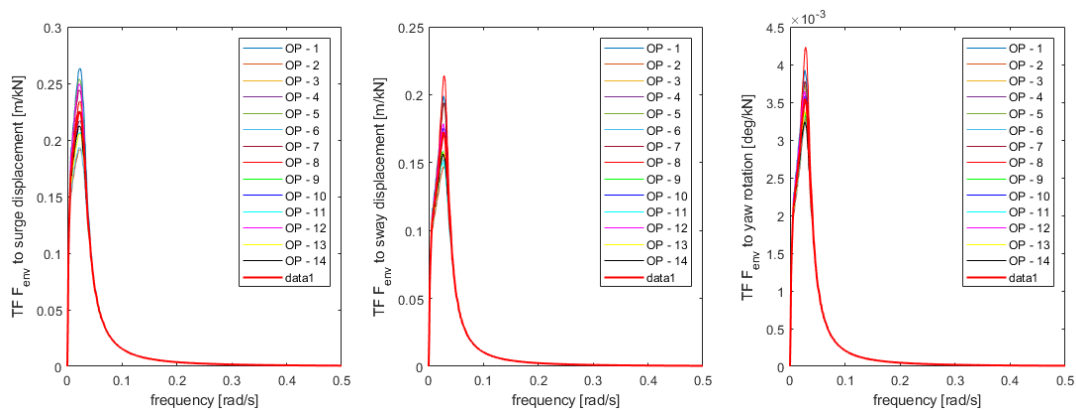 TF F_env to surge displacement [m/kN]
0.3
0.25
0.2
0.15
0.1
0.05
0
0 0.1 0.2 0.3 0.4 0.5
frequency [rad/s]
OP - 1
OP - 2
OP - 3
OP - 4
OP - 5
OP - 6
OP - 7
OP - 8
OP - 9
OP - 10
OP - 11
OP - 12
OP - 13
OP - 14
data1
TF F_env to sway displacement [m/kN]
0.25
0.2
0.15
0.1
0.05
0
0 0.1 0.2 0.3 0.4 0.5
frequency [rad/s]
OP - 1
OP - 2
OP - 3
OP - 4
OP - 5
OP - 6
OP - 7
OP - 8
OP - 9
OP - 10
OP - 11
OP - 12
OP - 13
OP - 14
data1
TF F_env to yaw rotation [deg/kN]
×10⁻³
4.5
4
3.5
3
2.5
2
1.5
1
0.5
0
0 0.1 0.2 0.3 0.4 0.5
frequency [rad/s]
OP - 1
OP - 2
OP - 3
OP - 4
OP - 5
OP - 6
OP - 7
OP - 8
OP - 9
OP - 10
OP - 11
OP - 12
OP - 13
OP - 14
data1